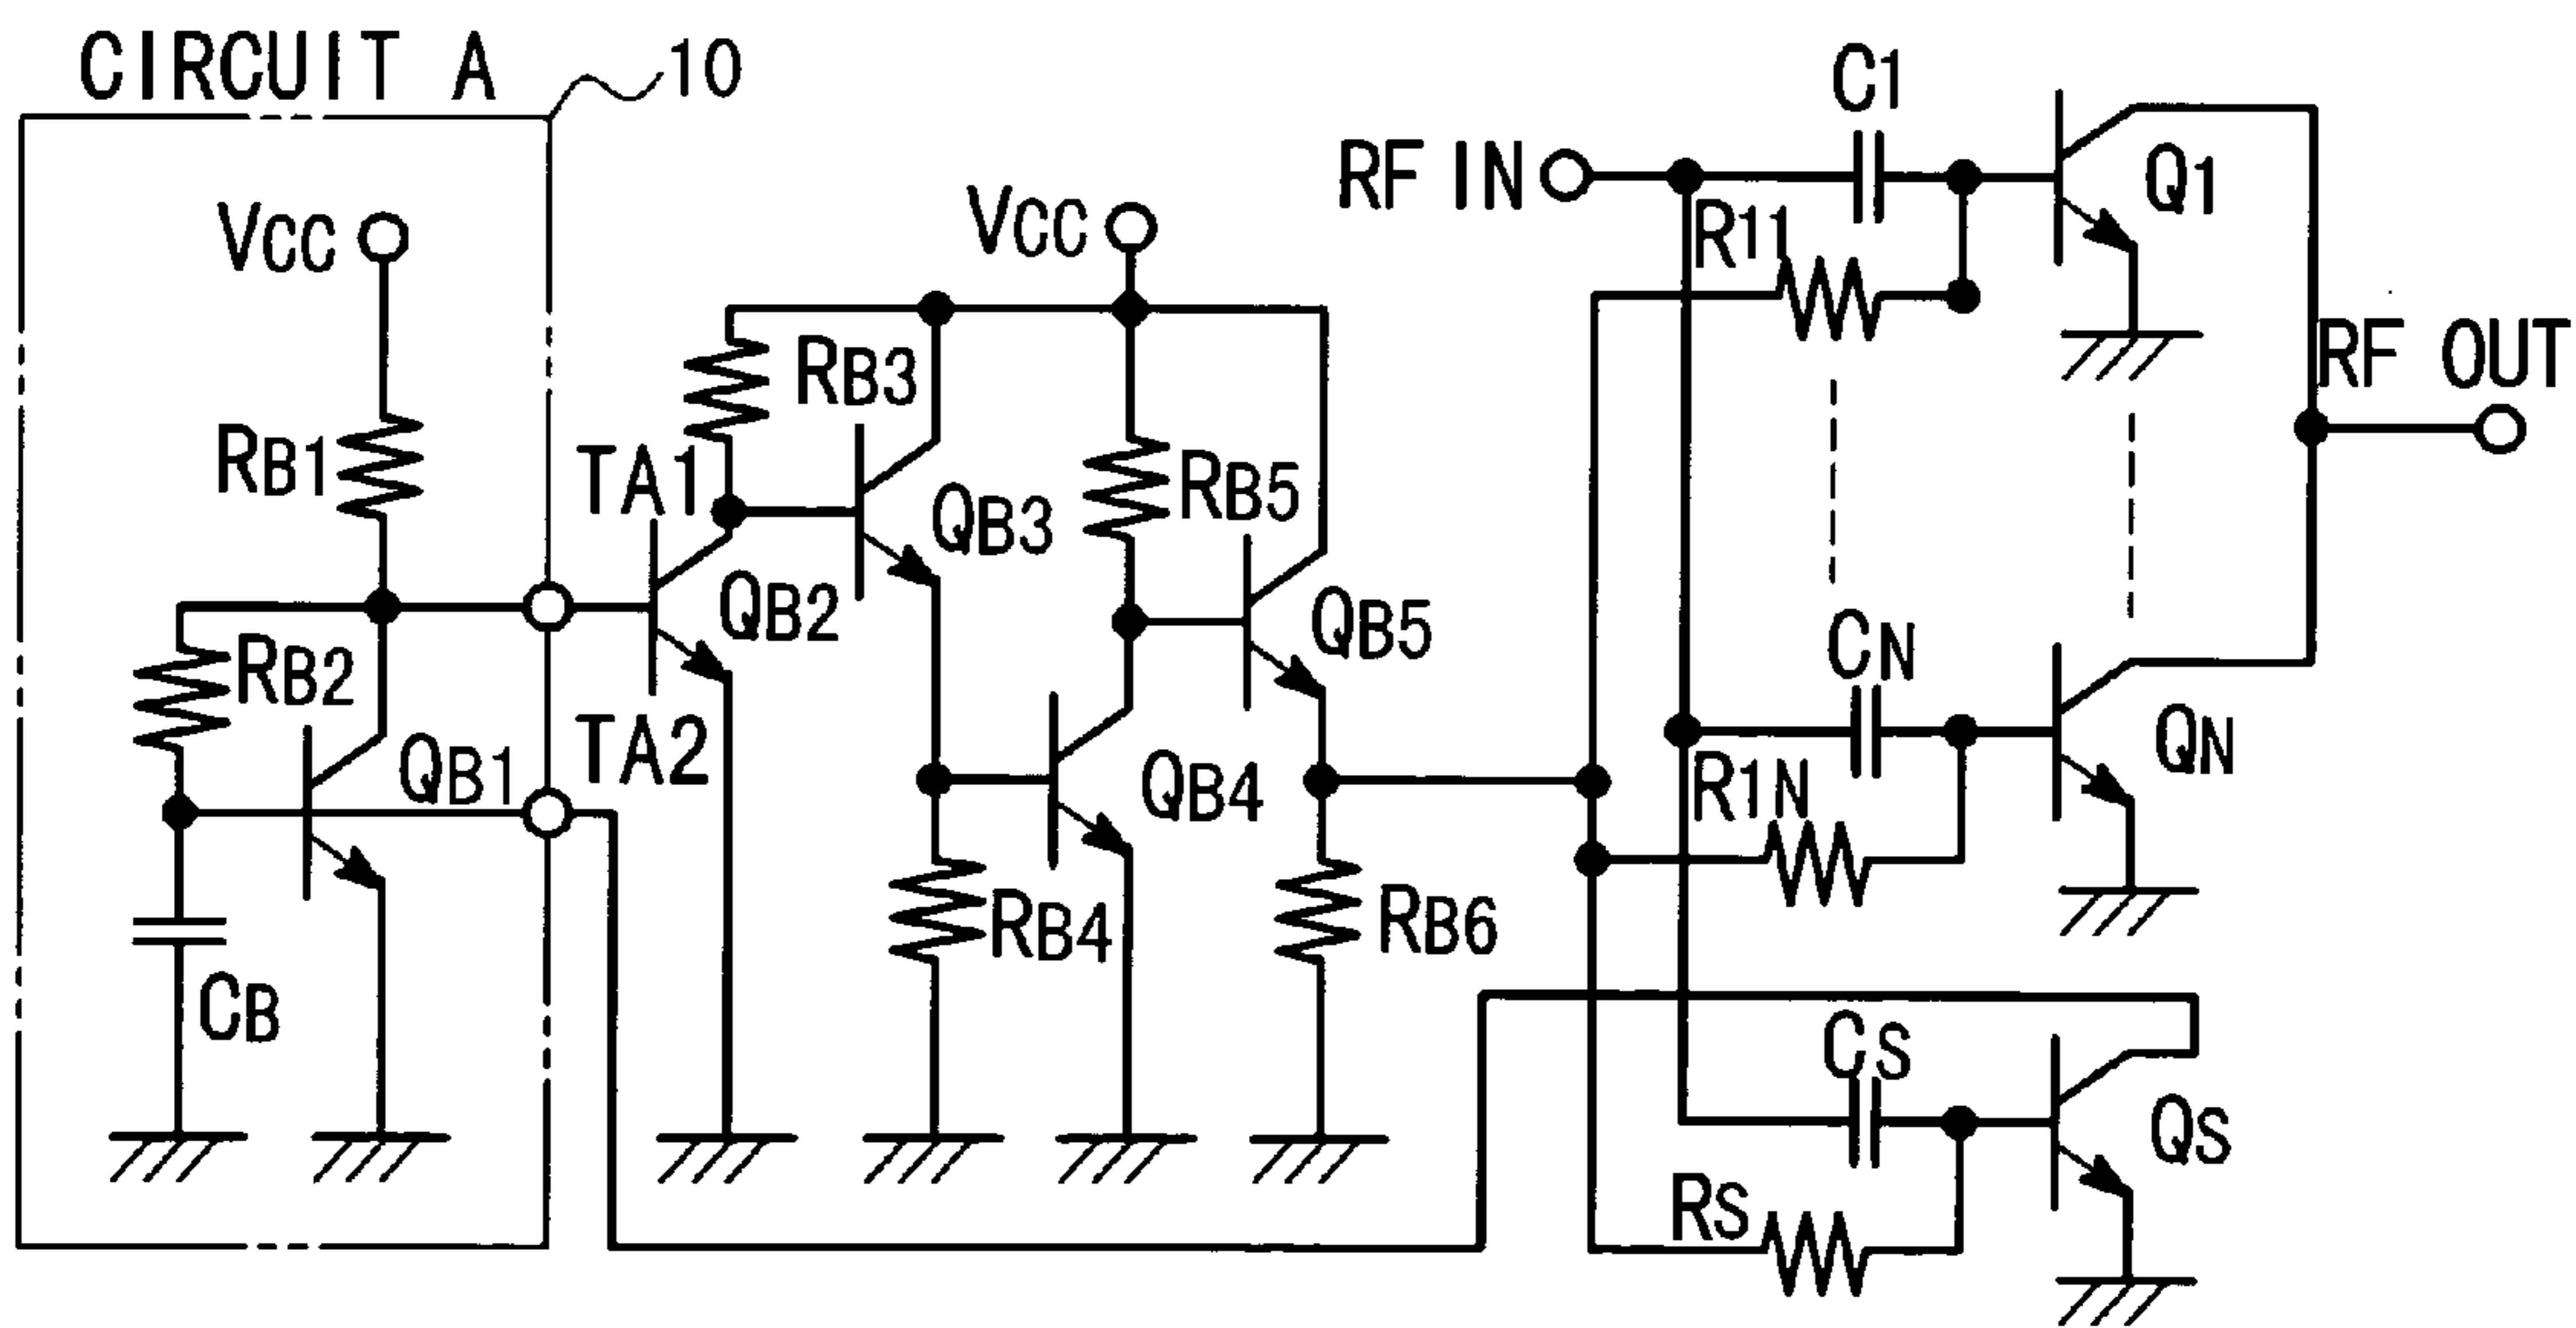 CIRCUIT A
10
C1
RF IN
Q1
VCC
VCC
R11
RB3
RF OUT
RB1
TA1
RB5
QB3
QB2
QB5
CN
RB2
TA2
QB1
QB4
R1N
QN
RB4
RB6
CB
CS
QS
RS